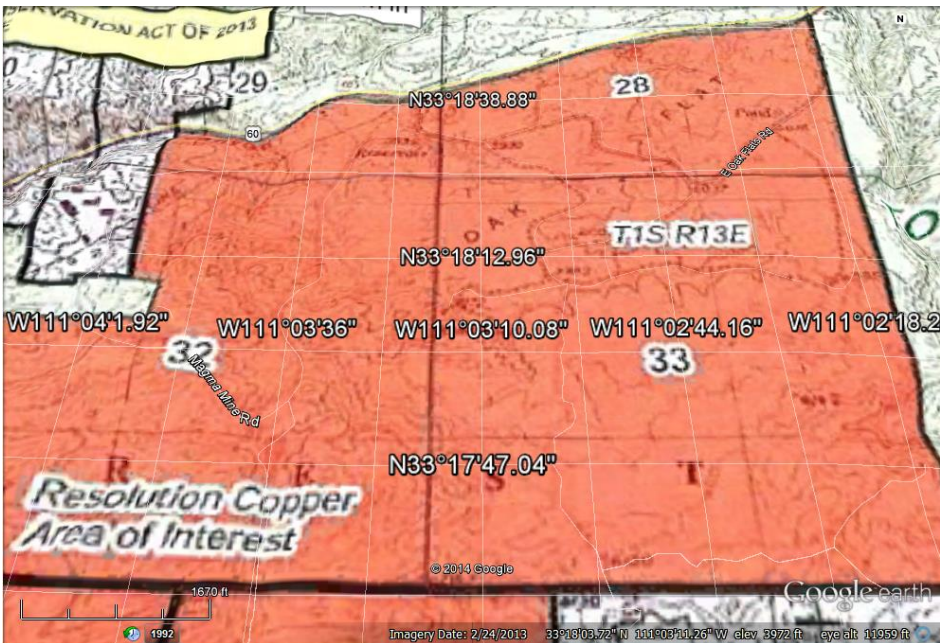 ERVATION ACT OF 2013
N
29
28
N33°18'38.88"
60
F L A T
E Oak Flats Rd
O A K
T1S R13E
N33°18'12.96"
W111°04'1.92"
W111°03'36"
W111°03'10.08"
W111°02'44.16"
W111°02'18.2
32
33
Magma Mine Rd
N33°17'47.04"
R E S T
Resolution Copper
Area of Interest
© 2014 Google
Google earth
1670 ft
1992
Imagery Date: 2/24/2013 33°18'03.72" N 111°03'11.26" W elev 3972 ft eye alt 11959 ft